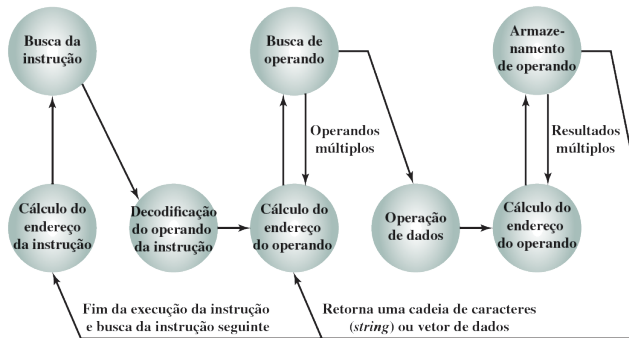 Busca da
instrução
Busca de
operando
Armaze-
namento
de operando
Operandos
múltiplos
Resultados
múltiplos
Cálculo do
endereço
da instrução
Decodificação
do operando
da instrução
Cálculo do
endereço
do operando
Operação
de dados
Cálculo do
endereço
do operando
Fim da execução da instrução
e busca da instrução seguinte
Retorna uma cadeia de caracteres
(string) ou vetor de dados